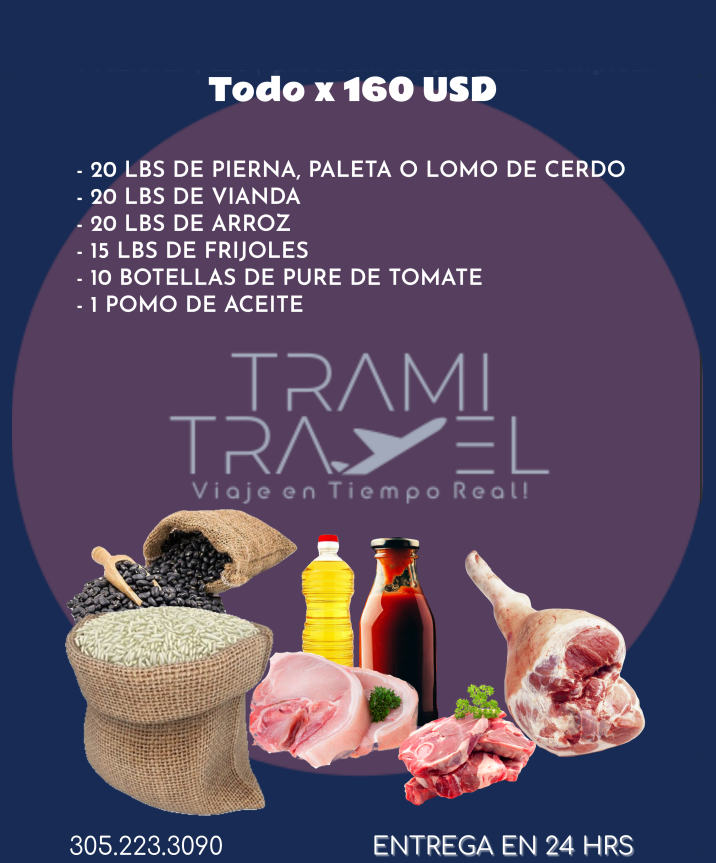 Todo x 160 USD
- 20 LBS DE PIERNA, PALETA O LOMO DE CERDO
- 20 LBS DE VIANDA
- 20 LBS DE ARROZ
- 15 LBS DE FRIJOLES
- 10 BOTELLAS DE PURE DE TOMATE
- 1 POMO DE ACEITE
TRAMI
TRAVEL
Viaje en Tiempo Real!
305.223.3090
ENTREGA EN 24 HRS